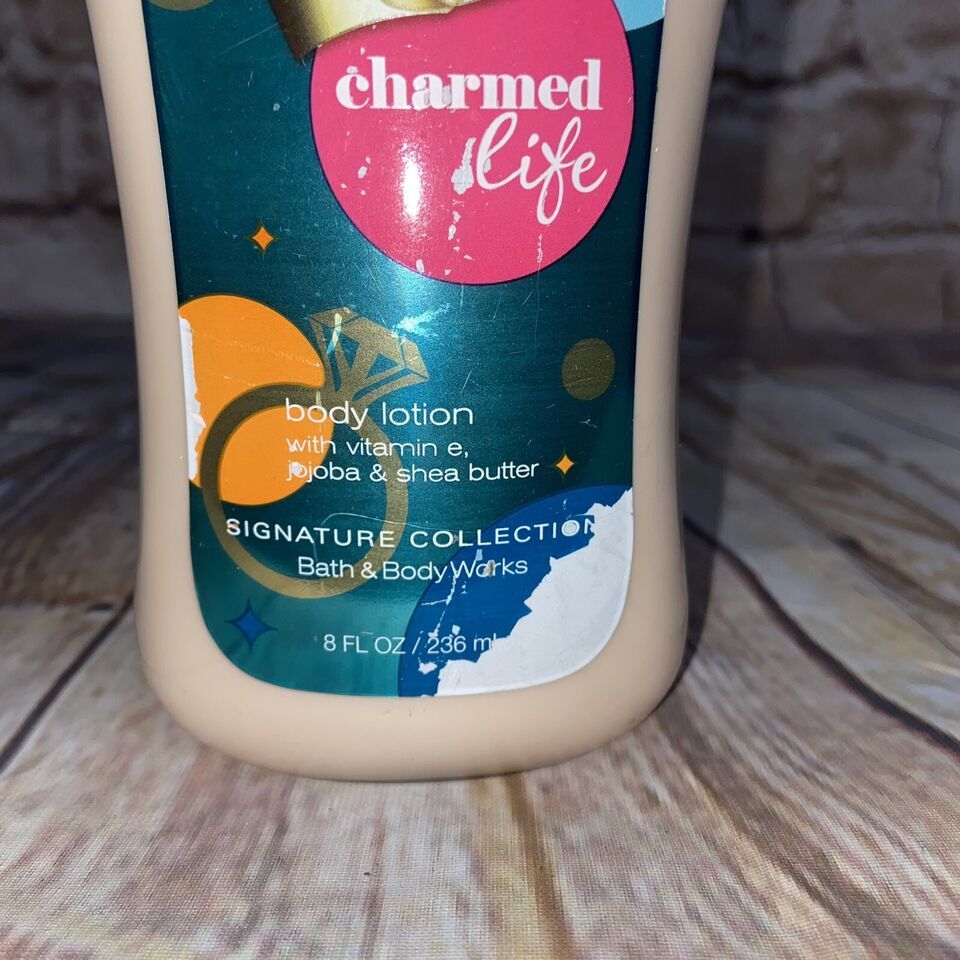 charmed
life
body lotion
with vitamin e,
jojoba & shea butter
SIGNATURE COLLECTION
Bath & Body Works
8 FL OZ / 236 mL